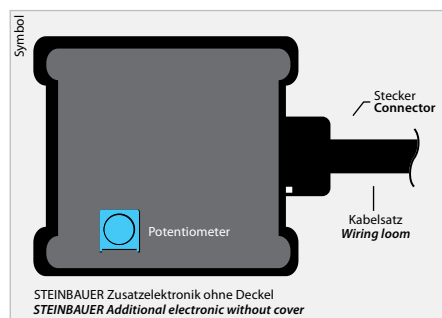 Symbol
Stecker
Connector
Potentiometer
Kabelsatz
Wiring loom
STEINBAUER Zusatzelektronik ohne Deckel
STEINBAUER Additional electronic without cover